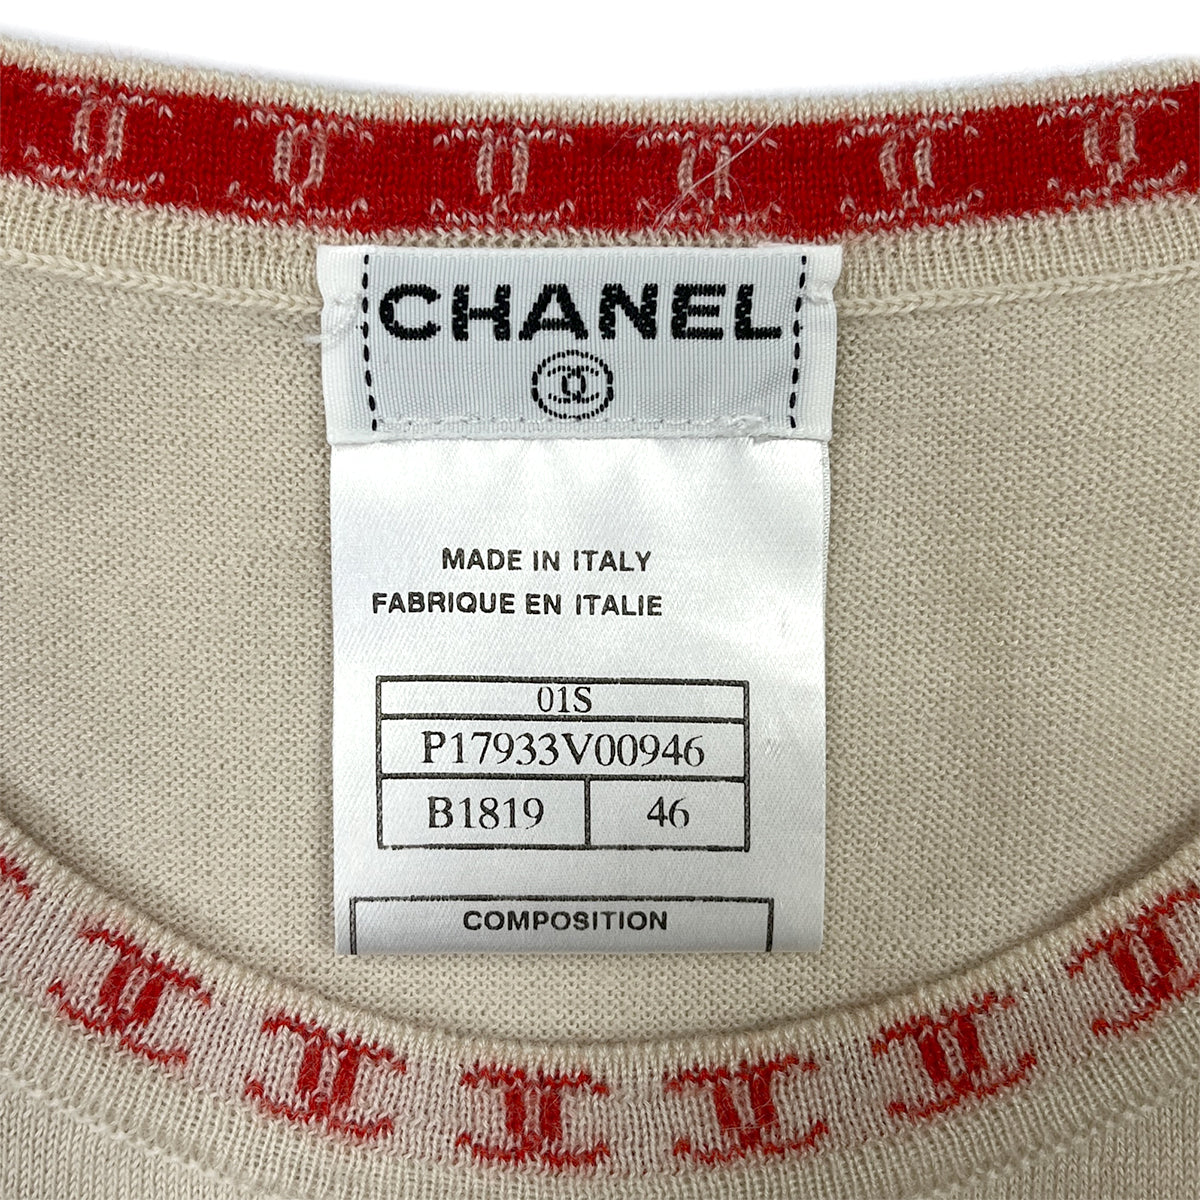 CHANEL
MADE IN ITALY
FABRIQUE EN ITALIE
01S
P17933V00946
B1819 46
COMPOSITION